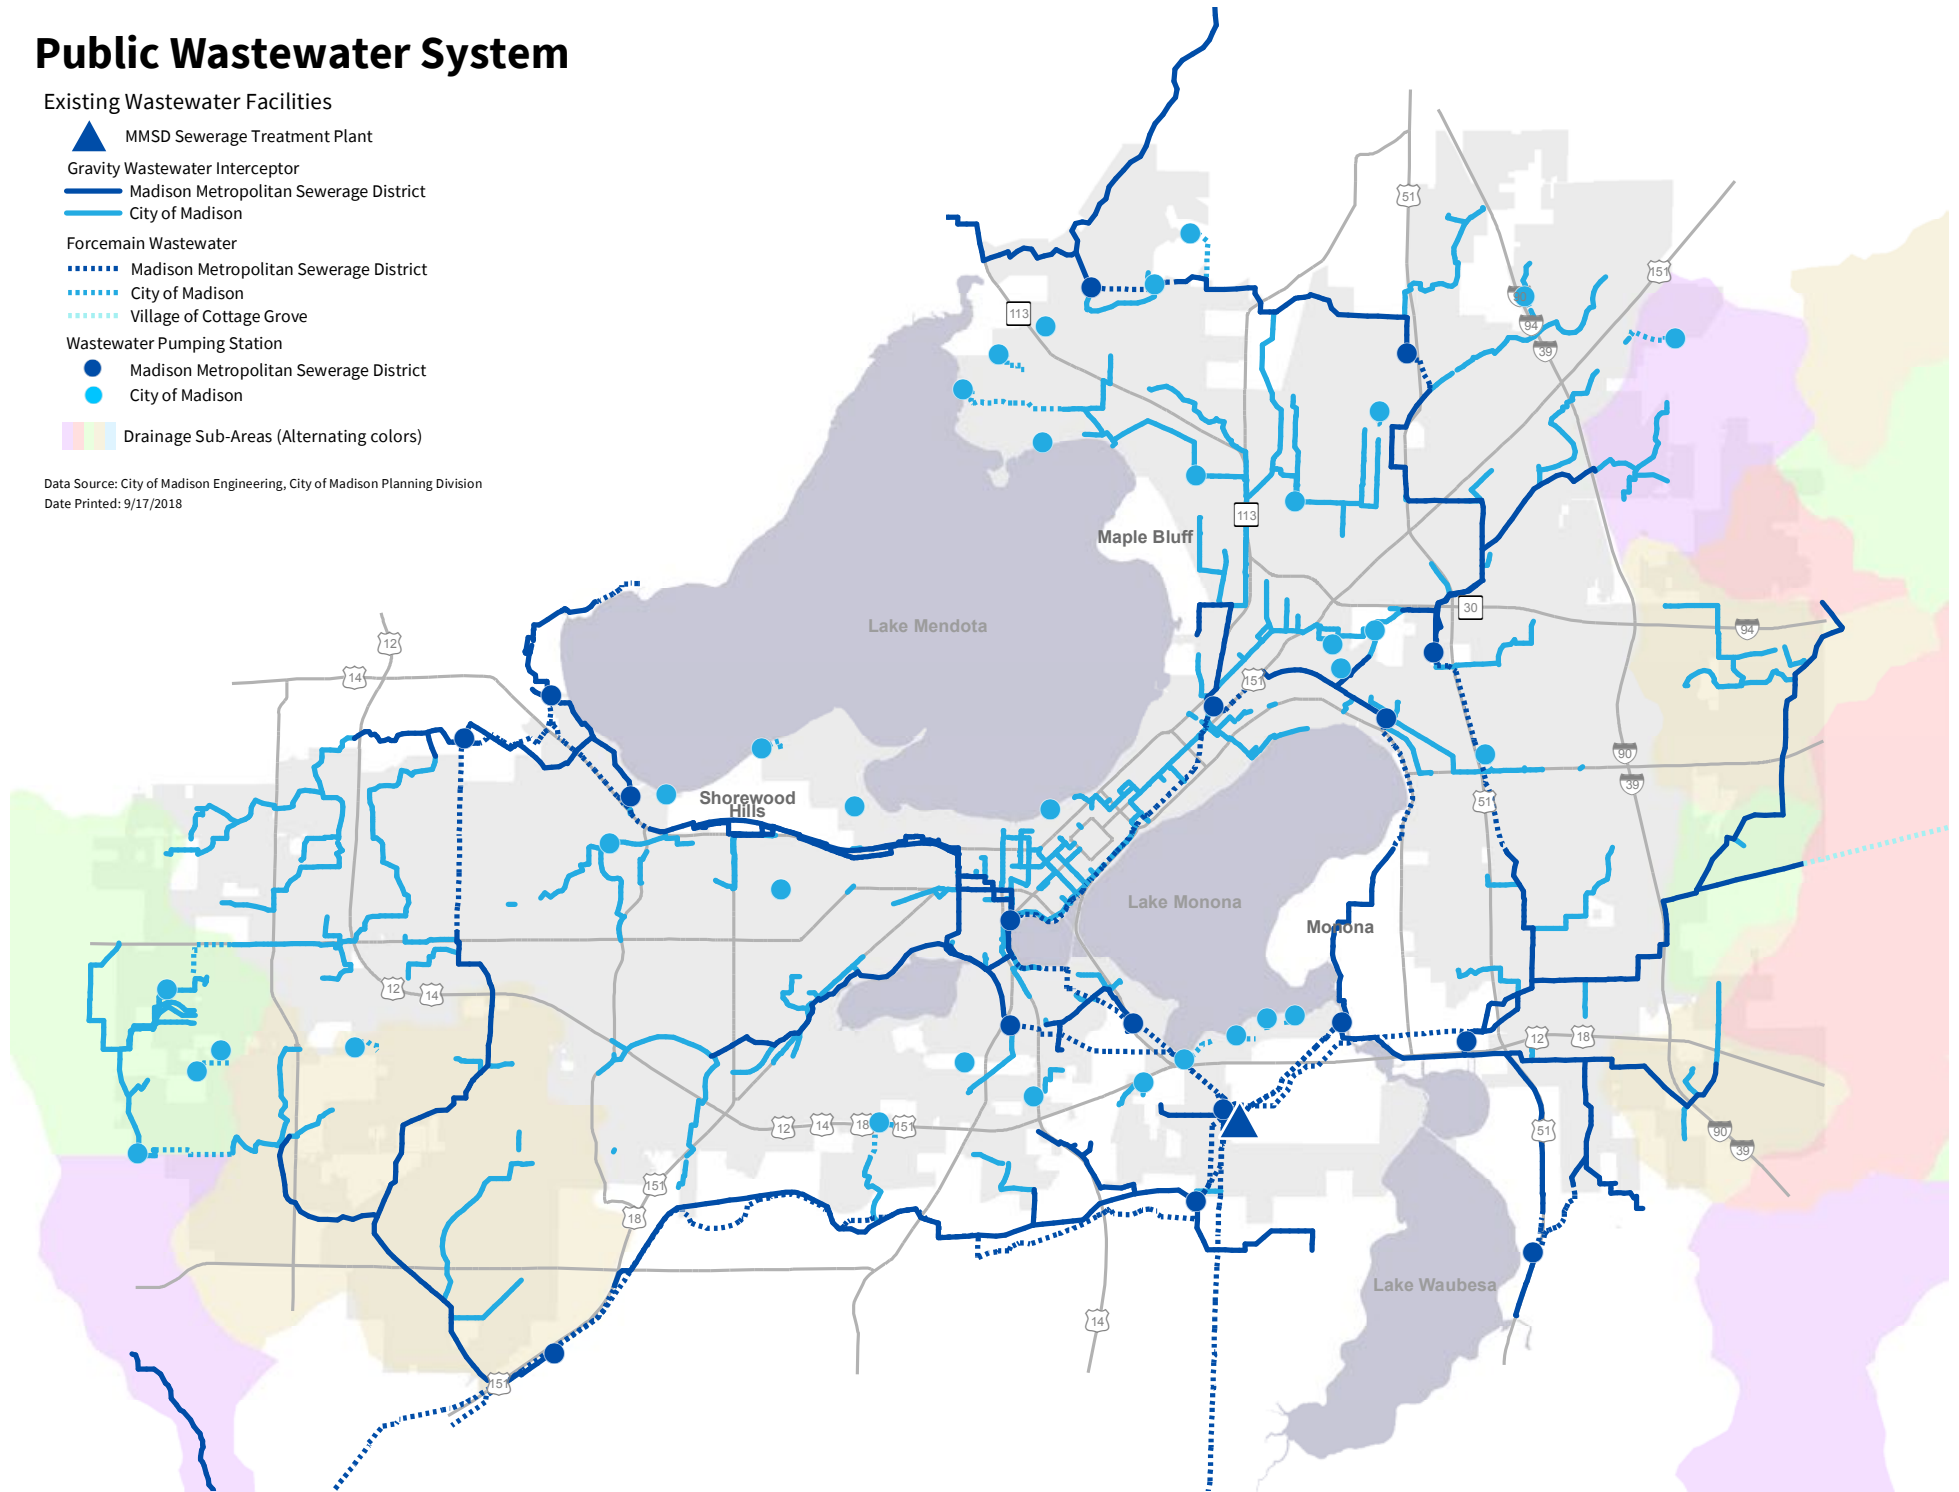 Public Wastewater System
Existing Wastewater Facilities
MMSD Sewerage Treatment Plant
Gravity Wastewater Interceptor
Madison Metropolitan Sewerage District
City of Madison
Forcemain Wastewater
Madison Metropolitan Sewerage District
City of Madison
Village of Cottage Grove
Wastewater Pumping Station
Madison Metropolitan Sewerage District
City of Madison
Drainage Sub-Areas (Alternating colors)
Data Source: City of Madison Engineering, City of Madison Planning Division
Date Printed: 9/17/2018
51
151
113
94
39
113
Maple Bluff
30
Lake Mendota
94
12
14
151
90
39
51
Shorewood
Hills
Lake Monona
Monona
12
14
12
18
12
14
18
151
51
90
39
151
18
Lake Waubesa
14
151